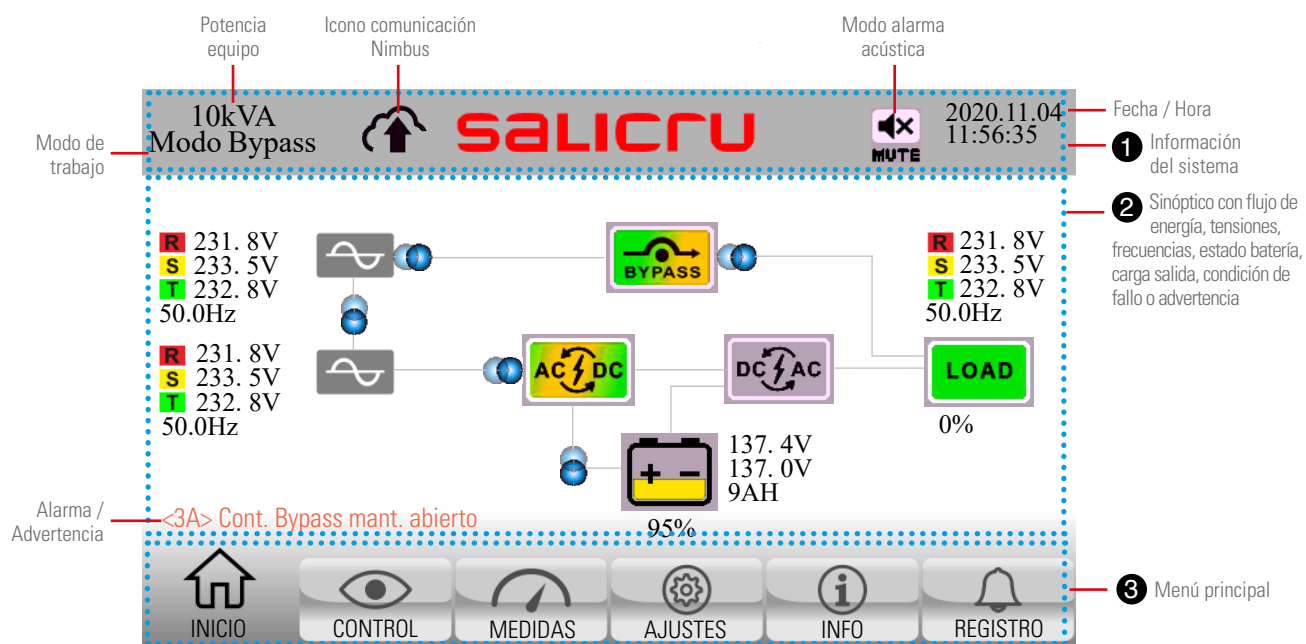 Potencia
equipo
Icono comunicación
Nimbus
Modo alarma
acústica
Modo de
trabajo
10kVA
Modo Bypass
salicru
MUTE
2020.11.04
11:56:35
Fecha / Hora
1 Información
del sistema
2 Sinóptico con flujo de
energía, tensiones,
frecuencias, estado batería,
carga salida, condición de
fallo o advertencia
R 231. 8V
S 233. 5V
T 232. 8V
50.0Hz
BYPASS
R 231. 8V
S 233. 5V
T 232. 8V
50.0Hz
R 231. 8V
S 233. 5V
T 232. 8V
50.0Hz
AC DC
DC AC
LOAD
0%
+ −
137. 4V
137. 0V
9AH
95%
Alarma /
Advertencia
<3A> Cont. Bypass mant. abierto
INICIO
CONTROL
MEDIDAS
AJUSTES
INFO
REGISTRO
3 Menú principal